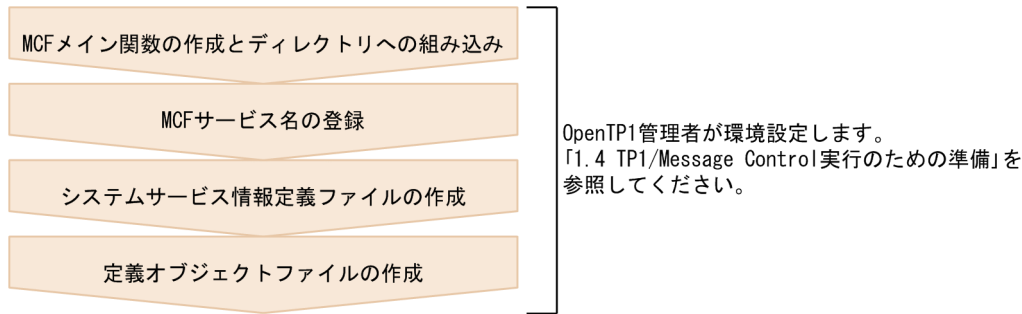 MCFメイン関数の作成とディレクトリへの組み込み
MCFサービス名の登録
システムサービス情報定義ファイルの作成
定義オブジェクトファイルの作成
OpenTP1管理者が環境設定します。
「1.4 TP1/Message Control実行のための準備」を
参照してください。